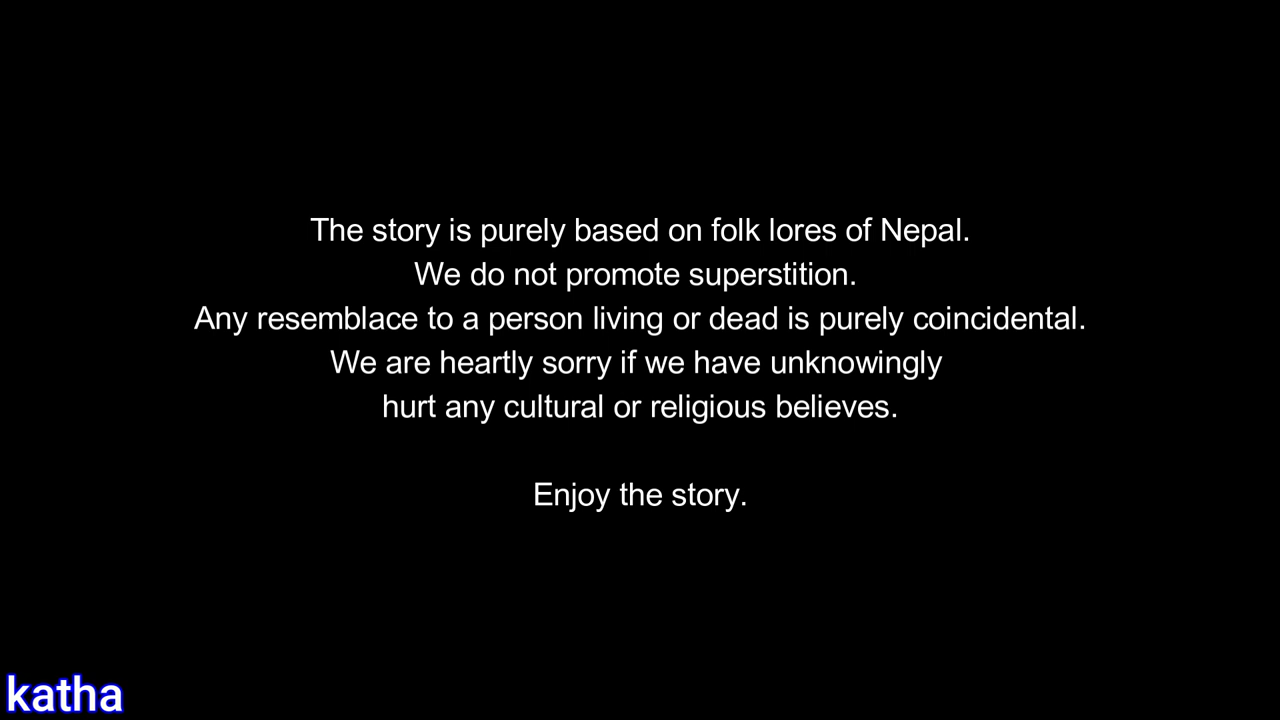 The story is purely based on folk lores of Nepal.
We do not promote superstition.
Any resemblace to a person living or dead is purely coincidental.
We are heartly sorry if we have unknowingly
hurt any cultural or religious believes.
Enjoy the story.
katha